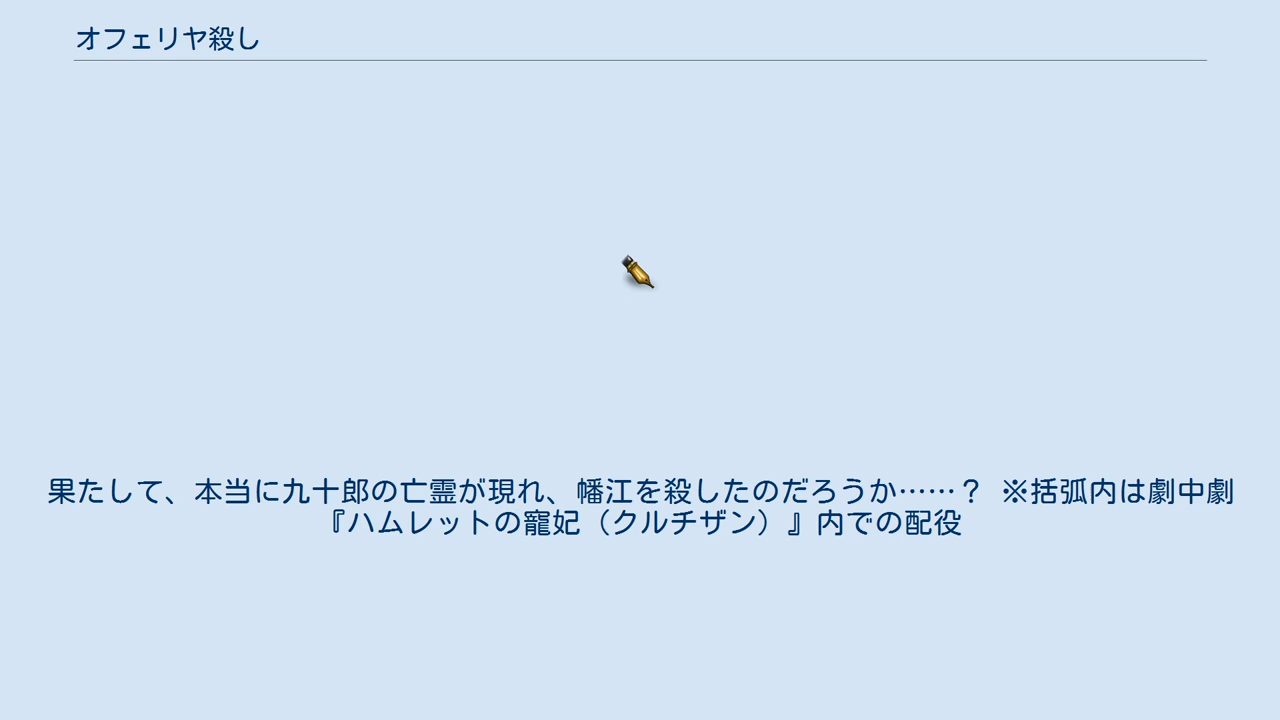 オフェリヤ殺し
果たして、本当に九十郎の亡霊が現れ、幡江を殺したのだろうか……？ ※括弧内は劇中劇
『ハムレットの寵妃（クルチザン）』内での配役